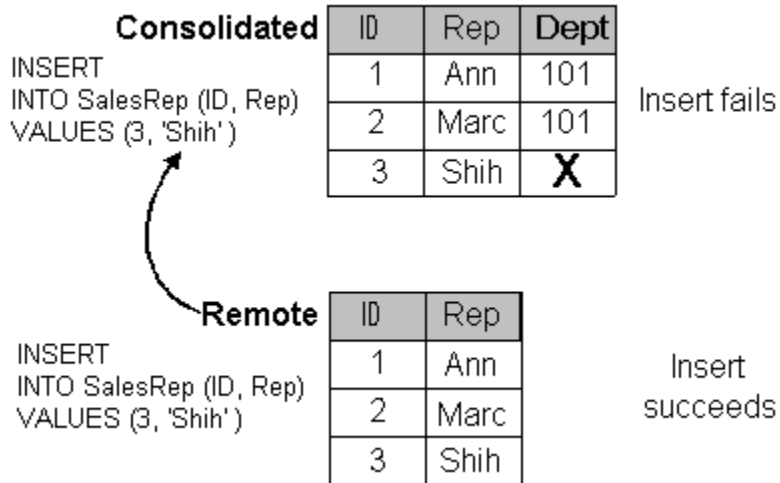 Consolidated
ID Rep Dept
INSERT
INTO SalesRep (ID, Rep)
VALUES (3, 'Shih' )
1 Ann 101
2 Marc 101
3 Shih X
Insert fails
Remote
ID Rep
INSERT
INTO SalesRep (ID, Rep)
VALUES (3, 'Shih' )
1 Ann
2 Marc
3 Shih
Insert
succeeds